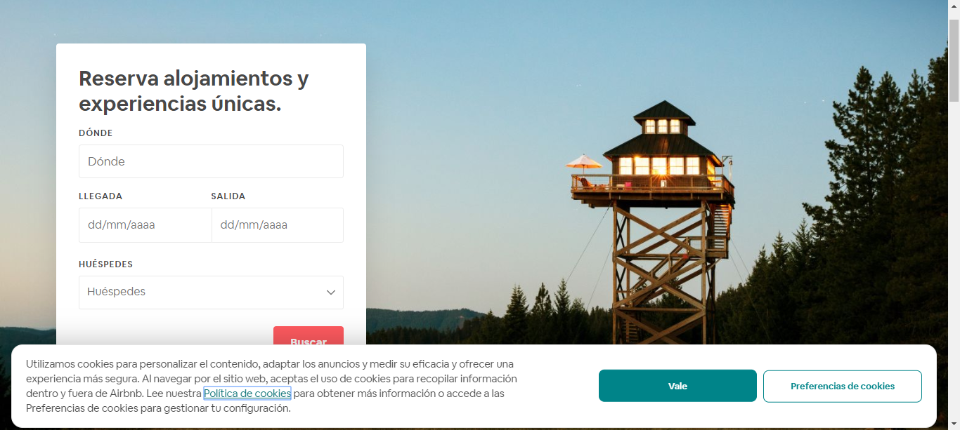 Reserva alojamientos y
experiencias únicas.
DÓNDE
Dónde
LLEGADA SALIDA
dd/mm/aaaa dd/mm/aaaa
HUÉSPEDES
Huéspedes
Buscar
Utilizamos cookies para personalizar el contenido, adaptar los anuncios y medir su eficacia y ofrecer una
experiencia más segura. Al navegar por el sitio web, aceptas el uso de cookies para recopilar información
dentro y fuera de Airbnb. Lee nuestra Política de cookies para obtener más información o accede a las
Preferencias de cookies para gestionar tu configuración.
Vale
Preferencias de cookies